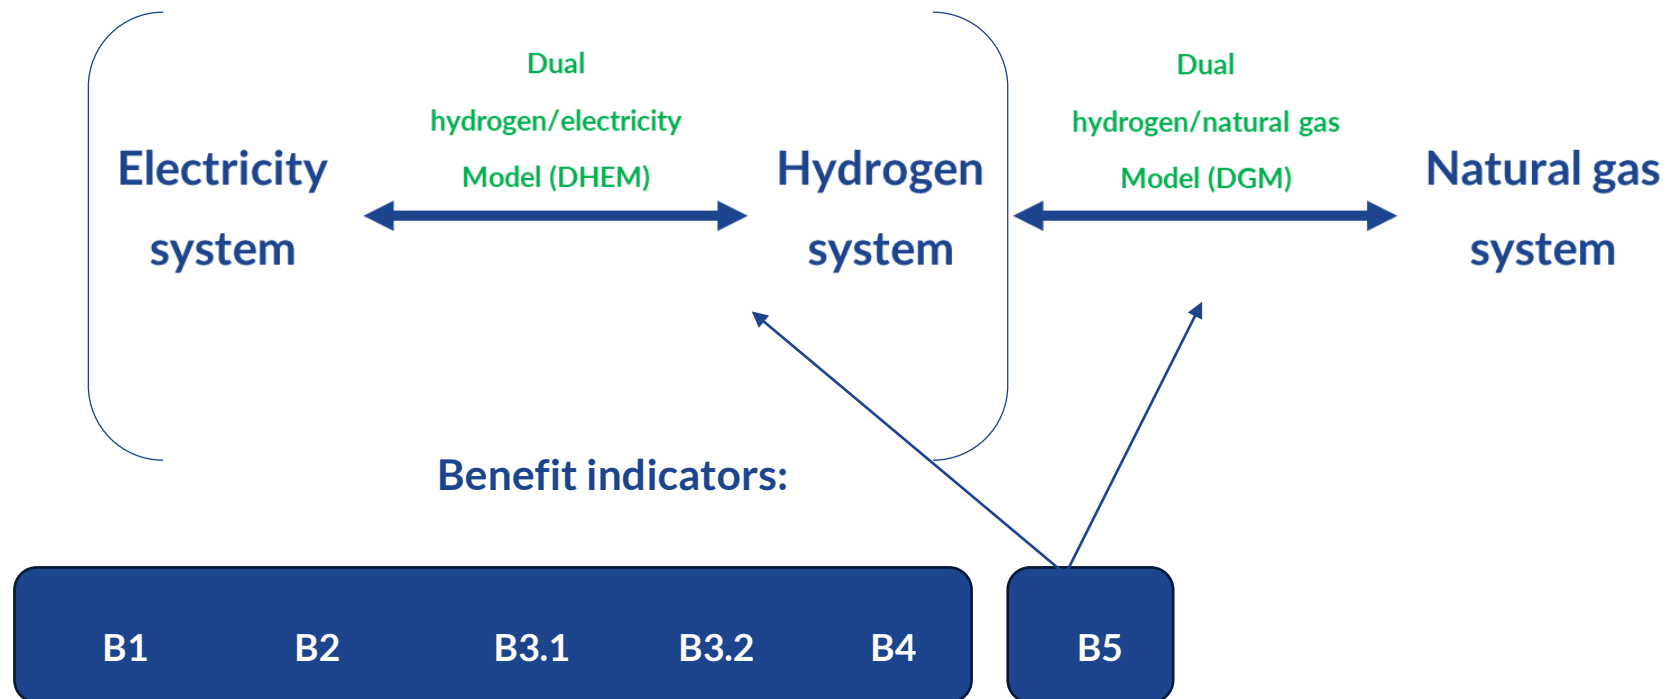 Electricity
system
Dual
hydrogen/electricity
Model (DHEM)
Hydrogen
system
Dual
hydrogen/natural gas
Model (DGM)
Natural gas
system
Benefit indicators:
B1 B2 B3.1 B3.2 B4 B5